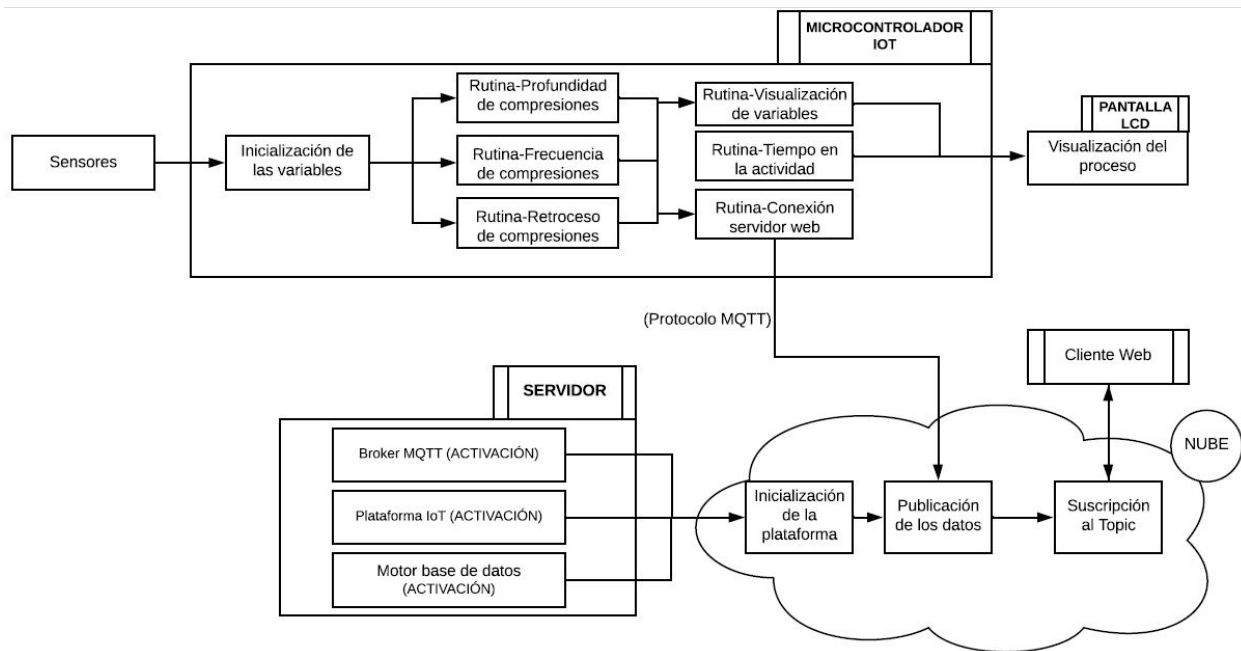 MICROCONTROLADOR
IOT
Rutina-Profundidad
de compresiones
Rutina-Visualización
de variables
PANTALLA
LCD
Sensores
Inicialización de
las variables
Rutina-Frecuencia
de compresiones
Rutina-Tiempo en
la actividad
Visualización del
proceso
Rutina-Retroceso
de compresiones
Rutina-Conexión
servidor web
(Protocolo MQTT)
Cliente Web
SERVIDOR
NUBE
Broker MQTT (ACTIVACIÓN)
Plataforma IoT (ACTIVACIÓN)
Motor base de datos
(ACTIVACIÓN)
Inicialización
de la
plataforma
Publicación
de los datos
Suscripción
al Topic